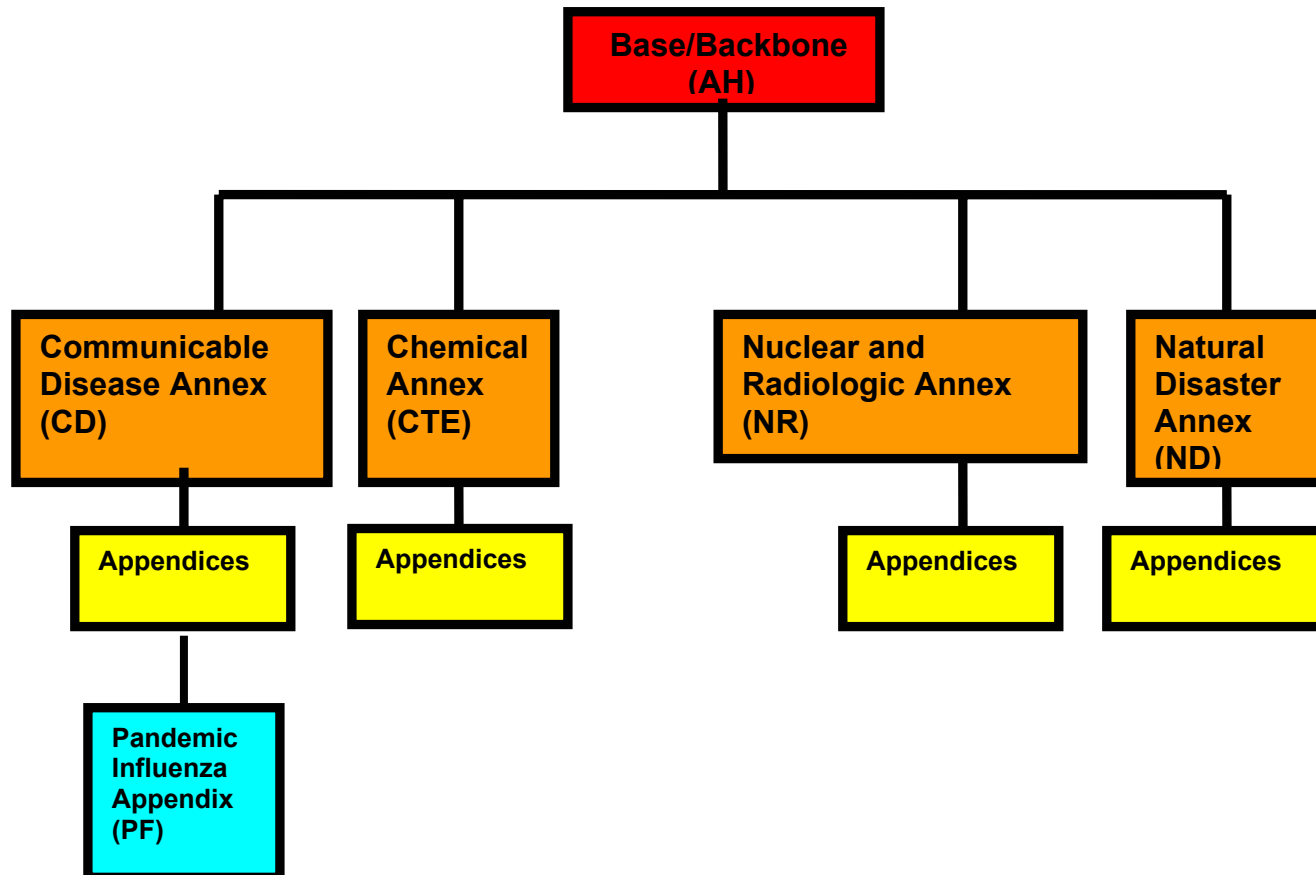 Base/Backbone
(AH)
Communicable
Disease Annex
(CD)
Chemical
Annex
(CTE)
Nuclear and
Radiologic Annex
(NR)
Natural
Disaster
Annex
(ND)
Appendices
Appendices
Appendices
Appendices
Pandemic
Influenza
Appendix
(PF)